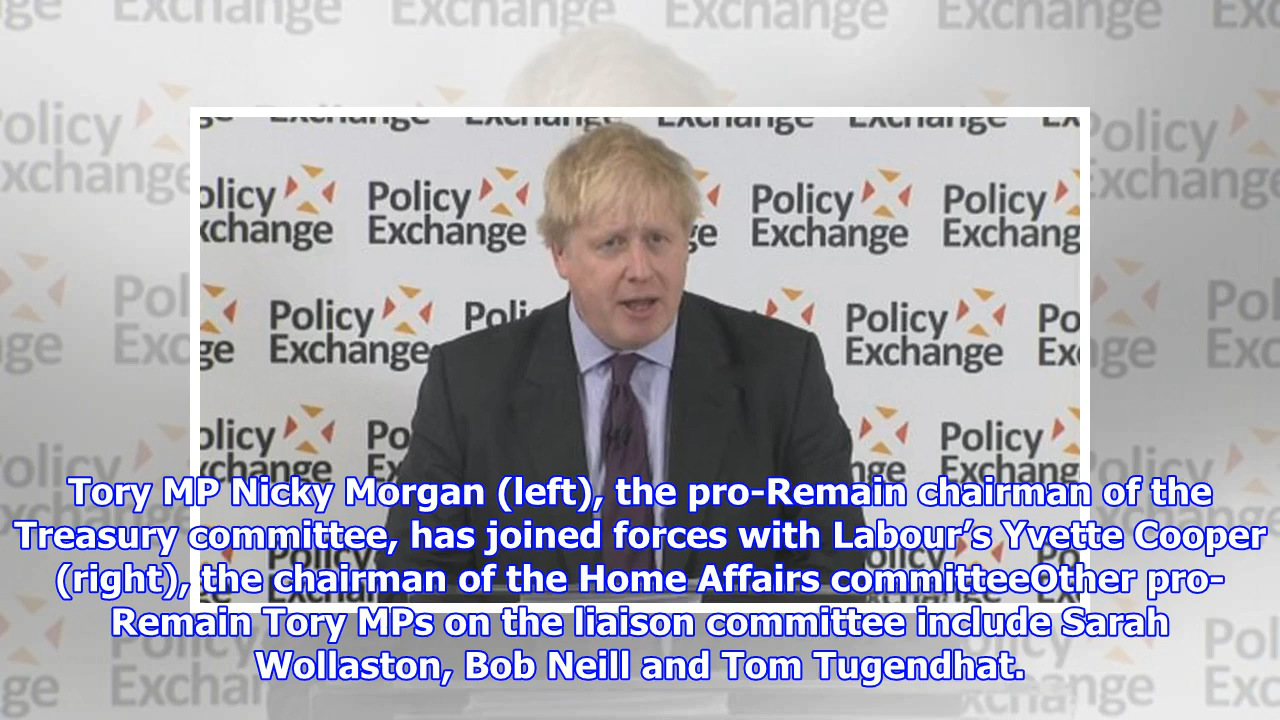 Policy Exchange
Policy Exchange
Policy Exchange
Policy Exchange
Policy Exchange
Policy Exchange
Tory MP Nicky Morgan (left), the pro-Remain chairman of the
Treasury committee, has joined forces with Labour’s Yvette Cooper
(right), the chairman of the Home Affairs committeeOther pro-
Remain Tory MPs on the liaison committee include Sarah
Wollaston, Bob Neill and Tom Tugendhat.